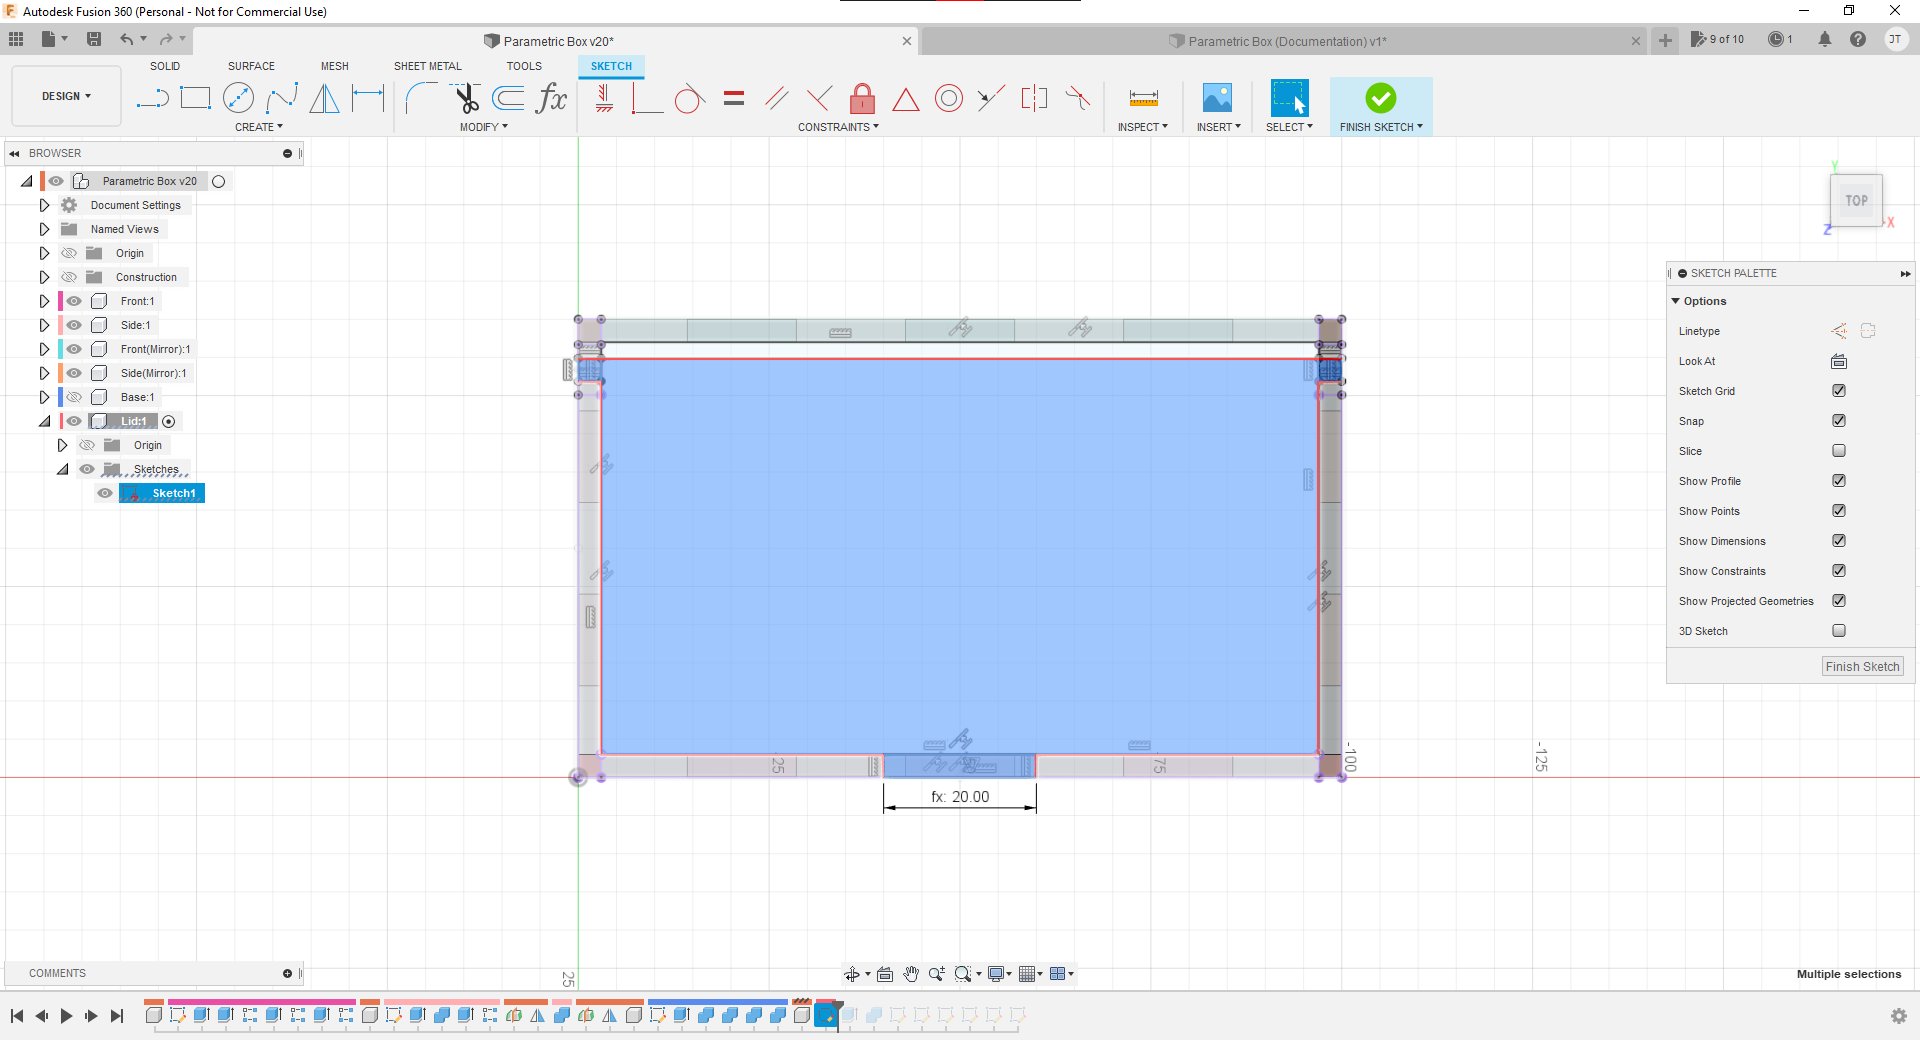 Autodesk Fusion 360 (Personal - Not for Commercial Use)
Parametric Box v20*
Parametric Box (Documentation) v1*
9 of 10
1
JT
DESIGN
SOLID
SURFACE
MESH
SHEET METAL
TOOLS
SKETCH
CREATE
MODIFY
CONSTRAINTS
INSPECT
INSERT
SELECT
FINISH SKETCH
BROWSER
Parametric Box v20
Document Settings
Named Views
Origin
Construction
Front:1
Side:1
Front(Mirror):1
Side(Mirror):1
Base:1
Lid:1
Origin
Sketches
Sketch1
Y
TOP
Z
X
SKETCH PALETTE
Options
Linetype
Look At
Sketch Grid
Snap
Slice
Show Profile
Show Points
Show Dimensions
Show Constraints
Show Projected Geometries
3D Sketch
Finish Sketch
25
75
-100
-125
fx: 20.00
25
COMMENTS
Multiple selections